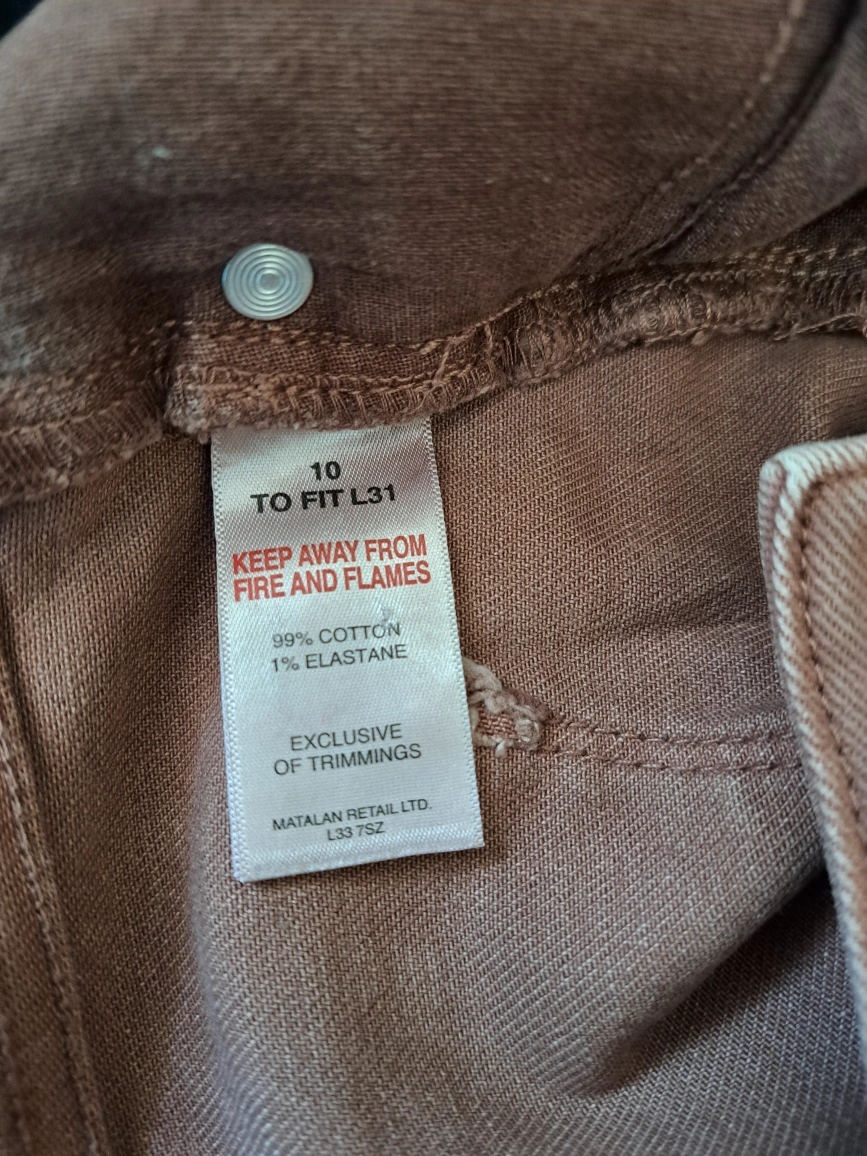 10
TO FIT L31
KEEP AWAY FROM
FIRE AND FLAMES
99% COTTON
1% ELASTANE
EXCLUSIVE
OF TRIMMINGS
MATALAN RETAIL LTD.
L33 7SZ